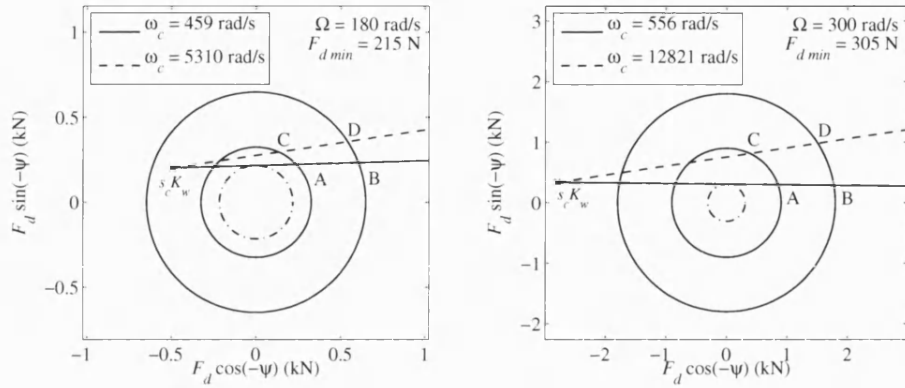 ω_c = 459 rad/s
ω_c = 5310 rad/s
Ω = 180 rad/s
F_d min = 215 N
F_d sin(−ψ) (kN)
1
0.5
0
−0.5
C
D
A
B
s_c K_w
−1
−0.5
0
0.5
1
F_d cos(−ψ) (kN)
ω_c = 556 rad/s
ω_c = 12821 rad/s
Ω = 300 rad/s
F_d min = 305 N
F_d sin(−ψ) (kN)
3
2
1
0
−1
−2
C
D
A
B
s_c K_w
−2
−1
0
1
2
3
F_d cos(−ψ) (kN)